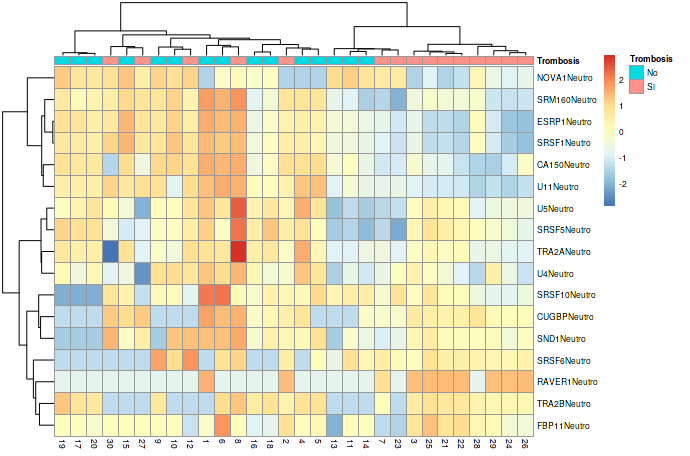 Trombosis
NOVA1Neutro
SRM160Neutro
ESRP1Neutro
SRSF1Neutro
CA150Neutro
U11Neutro
U5Neutro
SRSF5Neutro
TRA2ANeutro
U4Neutro
SRSF10Neutro
CUGBPNeutro
SND1Neutro
SRSF6Neutro
RAVER1Neutro
TRA2BNeutro
FBP11Neutro
19 17 20 30 15 27 9 10 12 1 6 8 16 18 2 4 5 13 11 14 7 23 3 25 21 22 28 29 24 26
2
1
0
-1
-2
Trombosis
No
SI